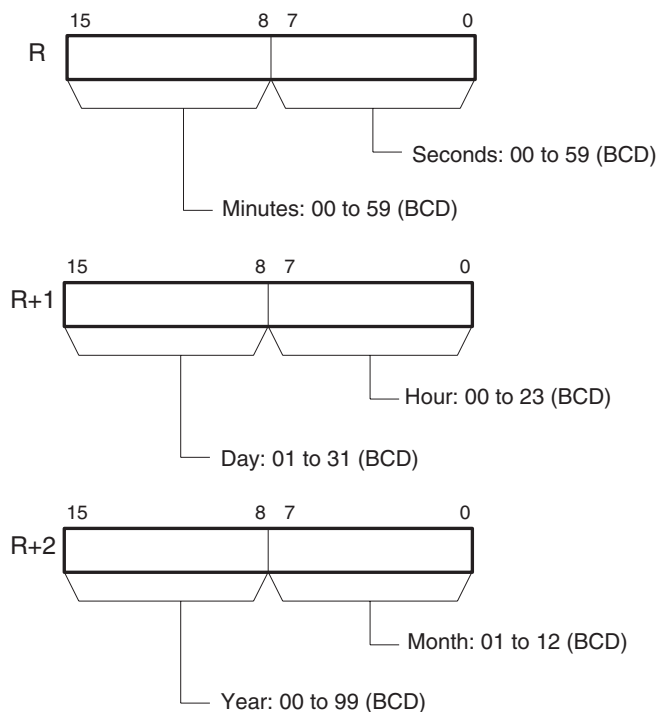 15 8 7 0
R
Seconds: 00 to 59 (BCD)
Minutes: 00 to 59 (BCD)
15 8 7 0
R+1
Hour: 00 to 23 (BCD)
Day: 01 to 31 (BCD)
15 8 7 0
R+2
Month: 01 to 12 (BCD)
Year: 00 to 99 (BCD)